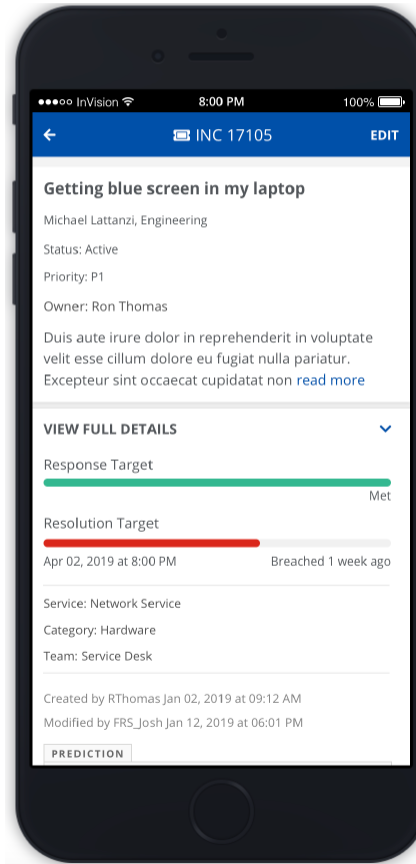 InVision 8:00 PM 100%
INC 17105 EDIT
Getting blue screen in my laptop
Michael Lattanzi, Engineering
Status: Active
Priority: P1
Owner: Ron Thomas
Duis aute irure dolor in reprehenderit in voluptate
velit esse cillum dolore eu fugiat nulla pariatur.
Excepteur sint occaecat cupidatat non read more
VIEW FULL DETAILS
Response Target
Met
Resolution Target
Apr 02, 2019 at 8:00 PM Breached 1 week ago
Service: Network Service
Category: Hardware
Team: Service Desk
Created by RThomas Jan 02, 2019 at 09:12 AM
Modified by FRS_Josh Jan 12, 2019 at 06:01 PM
PREDICTION